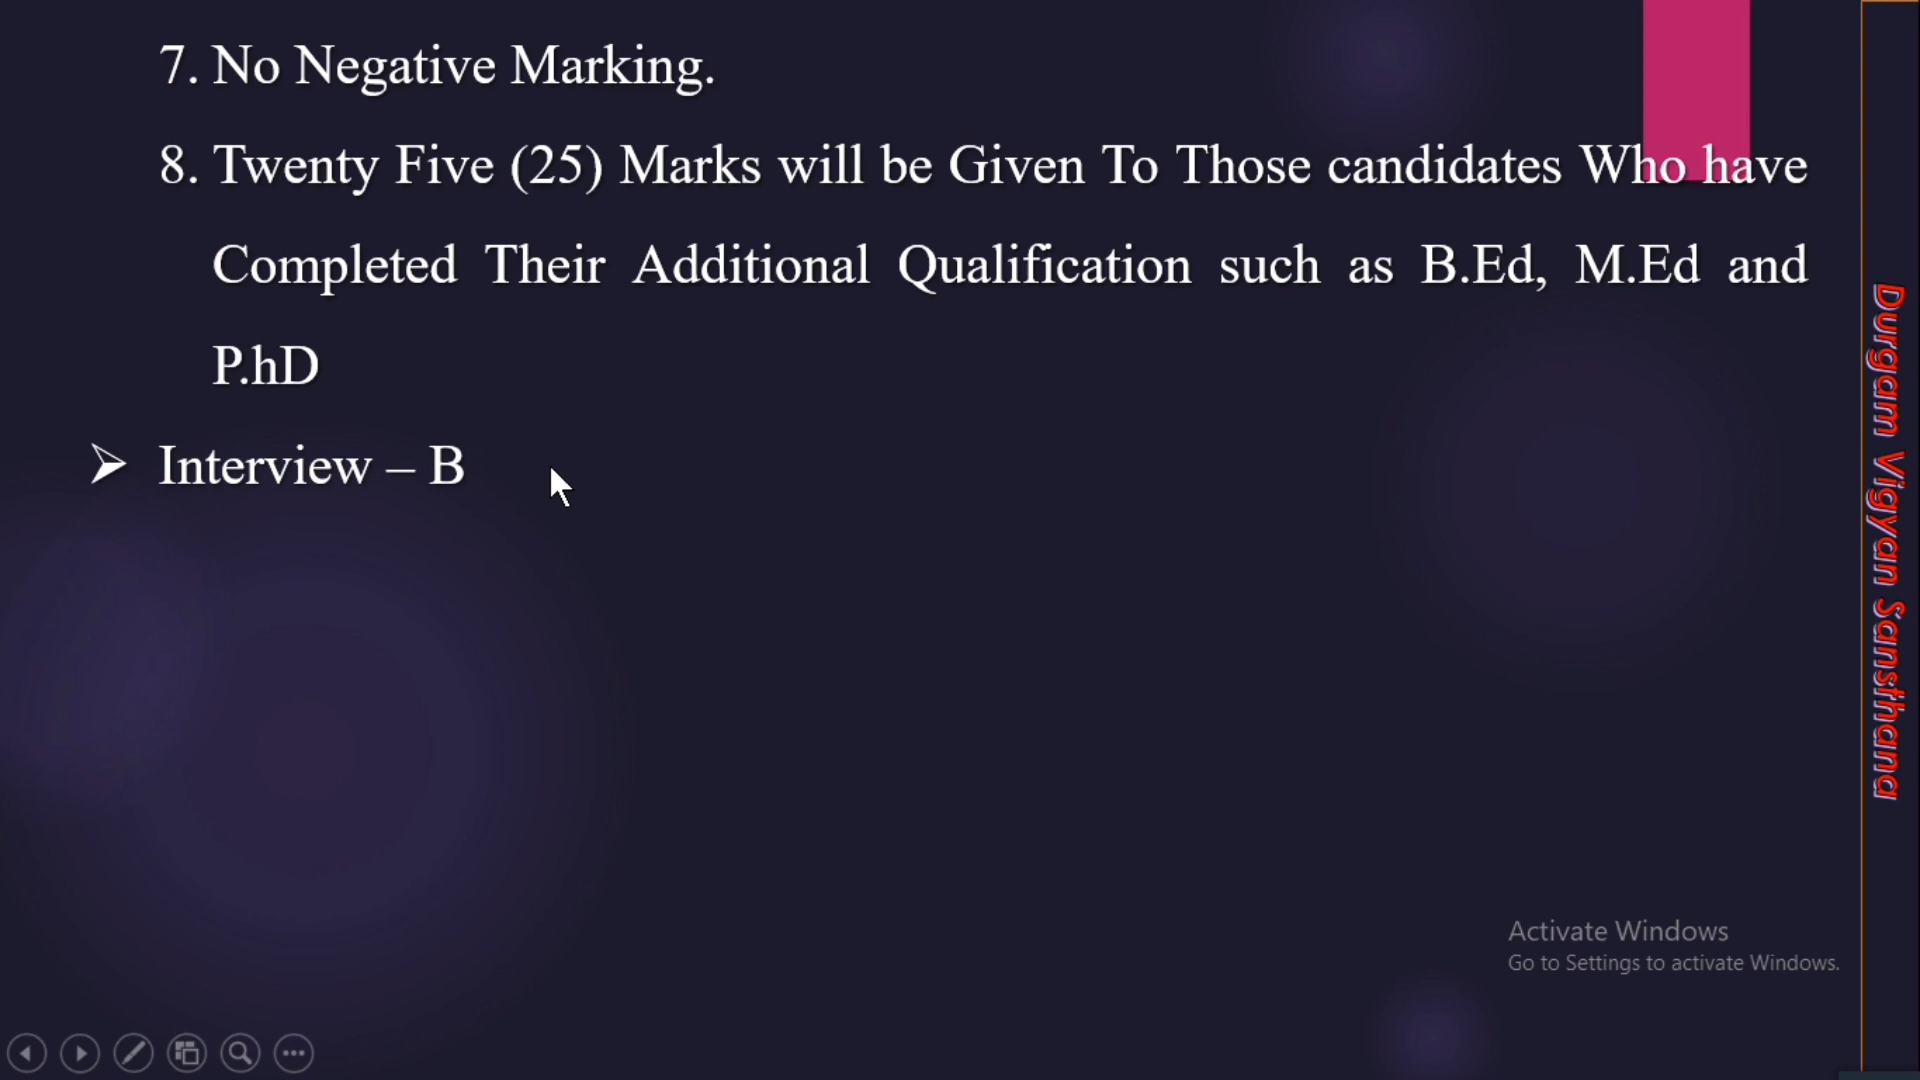 7. No Negative Marking.
8. Twenty Five (25) Marks will be Given To Those candidates Who have
Completed Their Additional Qualification such as B.Ed, M.Ed and
P.hD
➢ Interview – B
Durgam Vigyan Sansthana
Activate Windows
Go to Settings to activate Windows.